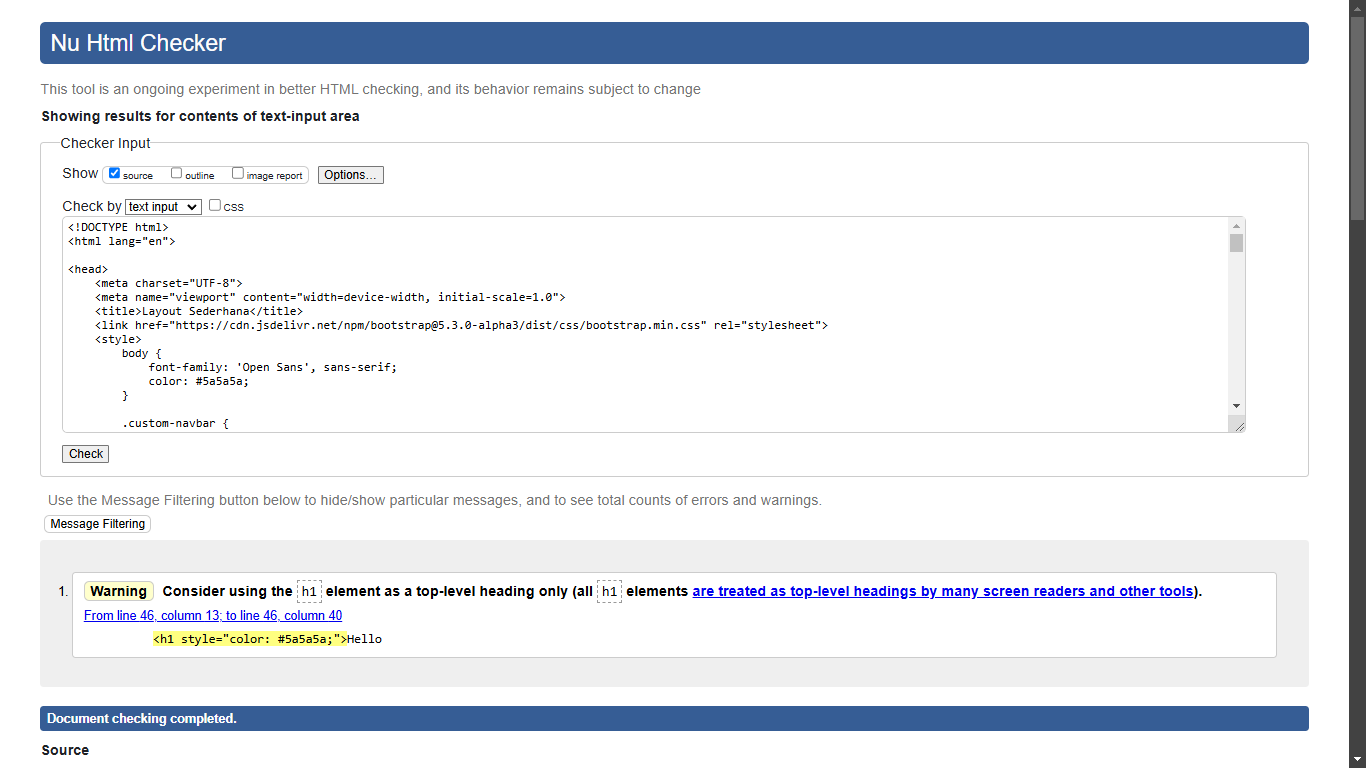 Nu Html Checker
This tool is an ongoing experiment in better HTML checking, and its behavior remains subject to change
Showing results for contents of text-input area
Checker Input
Show source outline image report Options...
Check by text input css
<!DOCTYPE html>
<html lang="en">
<head>
<meta charset="UTF-8">
<meta name="viewport" content="width=device-width, initial-scale=1.0">
<title>Layout Sederhana</title>
<link href="https://cdn.jsdelivr.net/npm/bootstrap@5.3.0-alpha3/dist/css/bootstrap.min.css" rel="stylesheet">
<style>
body {
font-family: 'Open Sans', sans-serif;
color: #5a5a5a;
}
.custom-navbar {
Check
Use the Message Filtering button below to hide/show particular messages, and to see total counts of errors and warnings.
Message Filtering
1. Warning Consider using the h1 element as a top-level heading only (all h1 elements are treated as top-level headings by many screen readers and other tools).
From line 46, column 13; to line 46, column 40
<h1 style="color: #5a5a5a;">Hello
Document checking completed.
Source